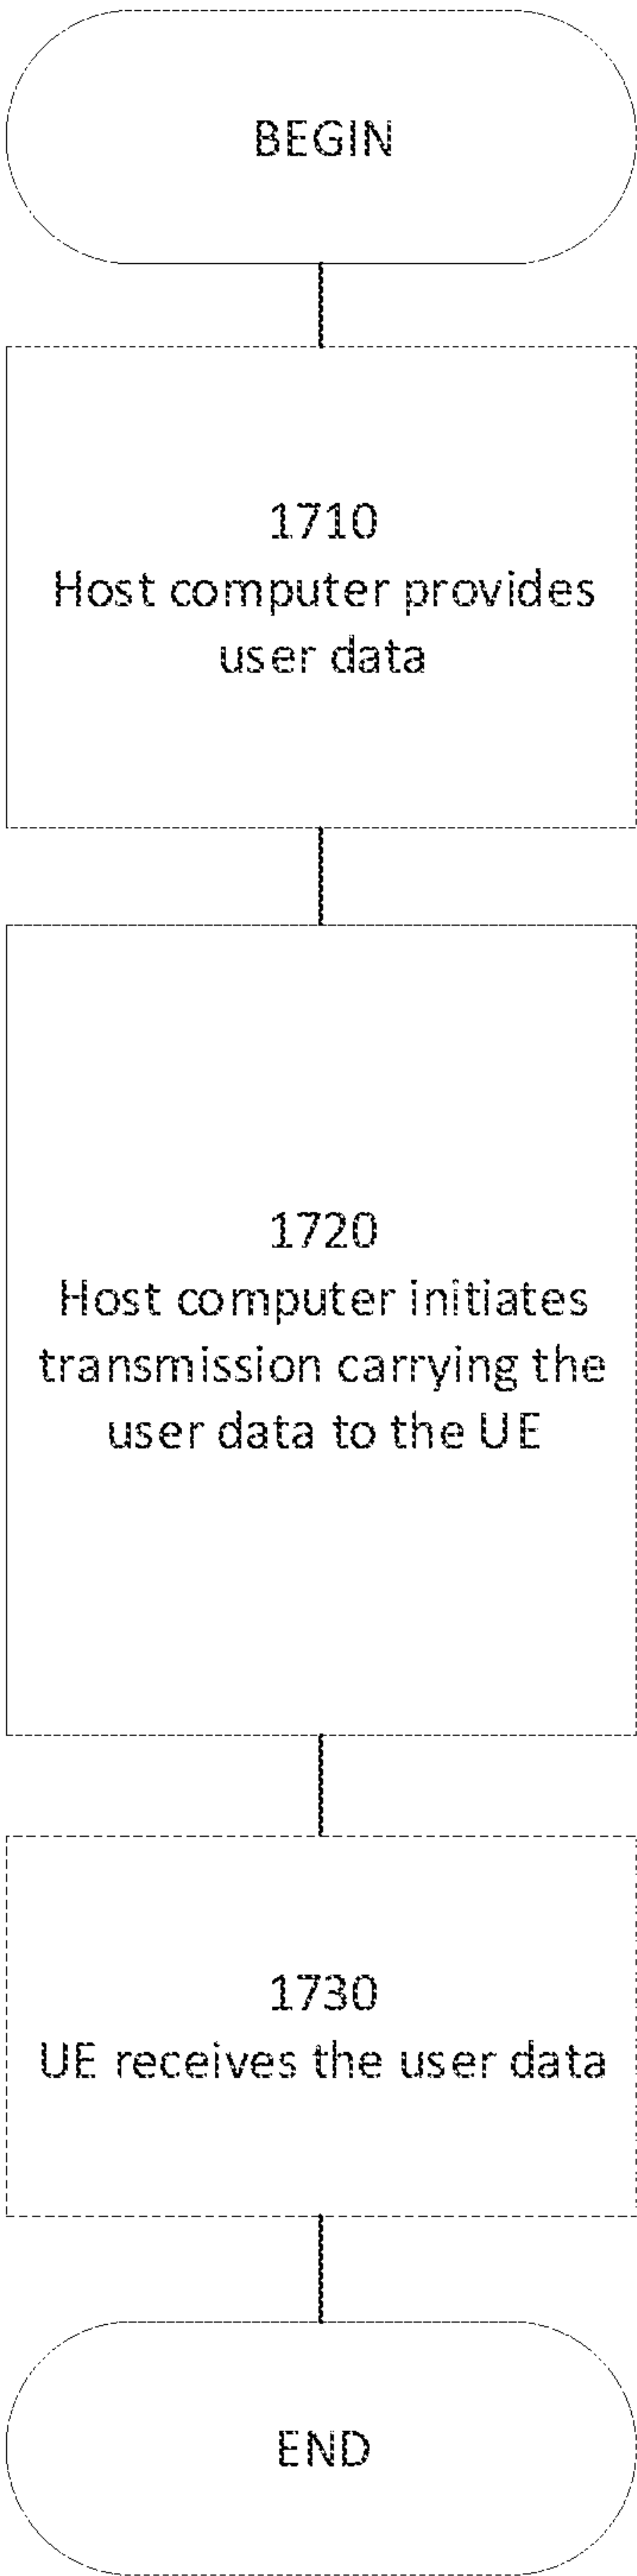 BEGIN
1710
Host computer provides
user data
1720
Host computer initiates
transmission carrying the
user data to the UE
1730
UE receives the user data
END